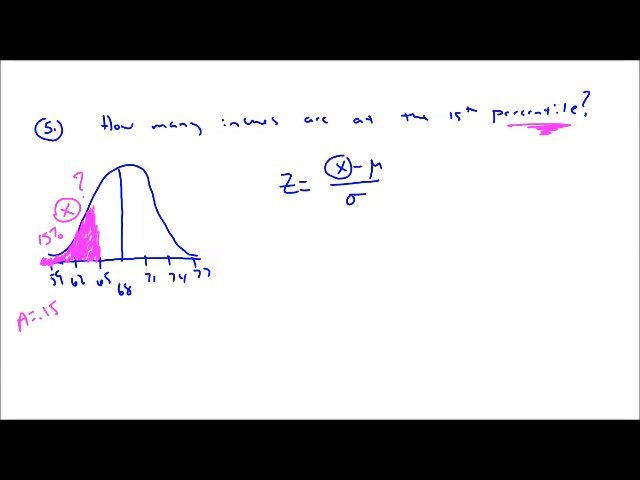 5. How many inches are at the 15th percentile?
?
X
15%
Z = X - μ / σ
59 62 65 68 71 74 77
A=.15